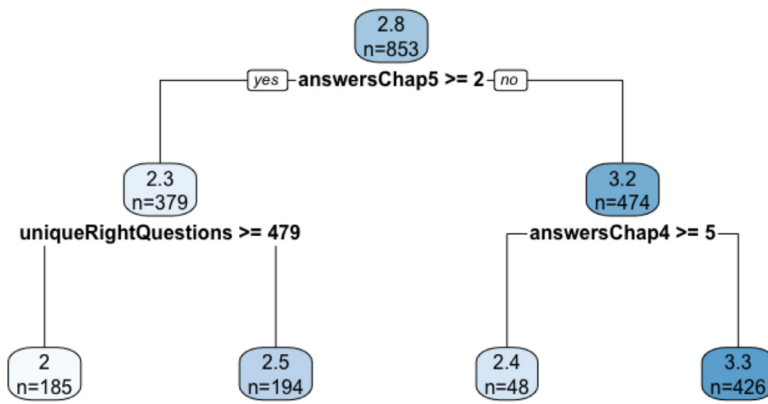 2.8
n=853
yes answersChap5 >= 2 no
2.3
n=379
3.2
n=474
uniqueRightQuestions >= 479
answersChap4 >= 5
2
n=185
2.5
n=194
2.4
n=48
3.3
n=426